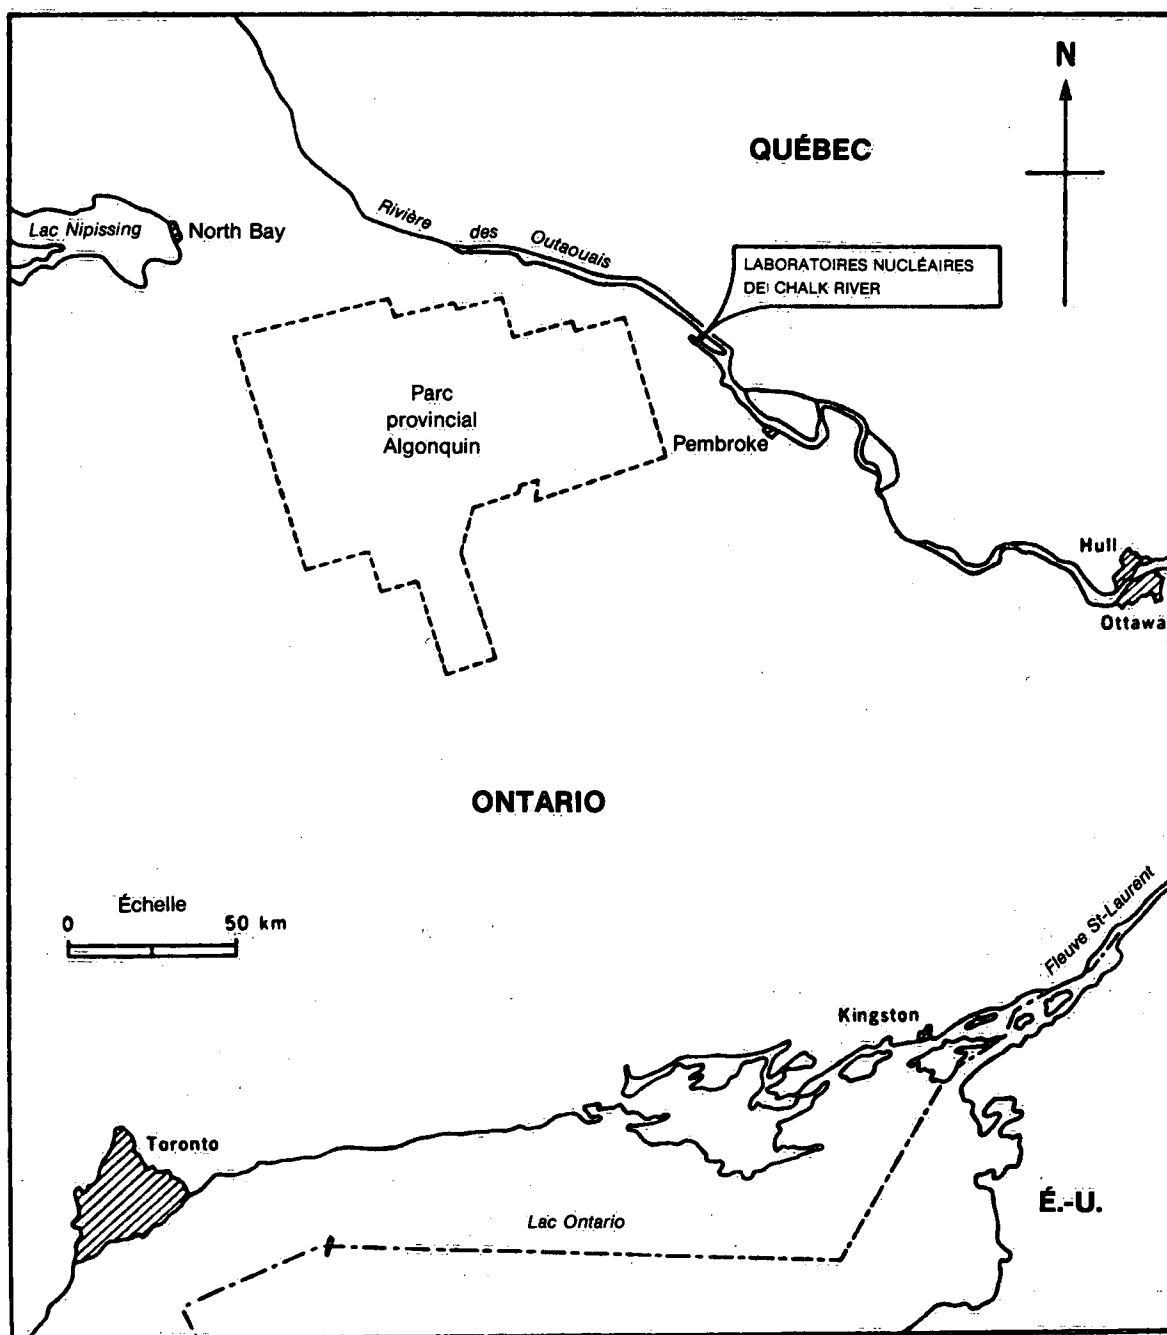 N
QUÉBEC
Rivière des Outaouais
Lac Nipissing
North Bay
LABORATOIRES NUCLÉAIRES
DE CHALK RIVER
Parc
provincial
Algonquin
Pembroke
Hull
Ottawa
ONTARIO
Échelle
0 50 km
Fleuve St-Laurent
Kingston
Toronto
Lac Ontario
É.-U.